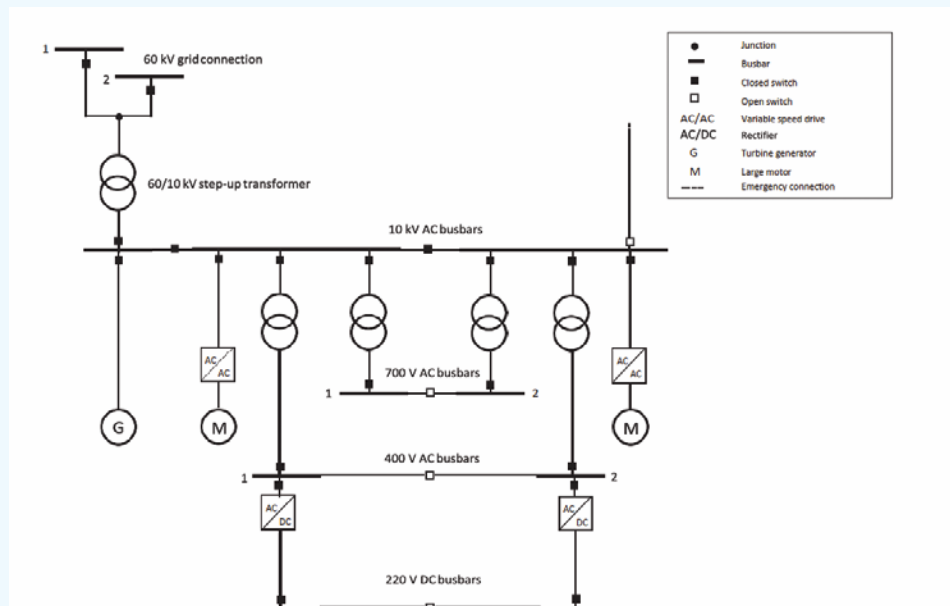 1
60 kV grid connection
2
60/10 kV step-up transformer
10 kV AC busbars
AC/AC
AC/AC
700 V AC busbars
1
2
G
M
M
400 V AC busbars
1
2
AC/DC
AC/DC
220 V DC busbars
Junction
Busbar
Closed switch
Open switch
AC/AC Variable speed drive
AC/DC Rectifier
G Turbine generator
M Large motor
Emergency connection